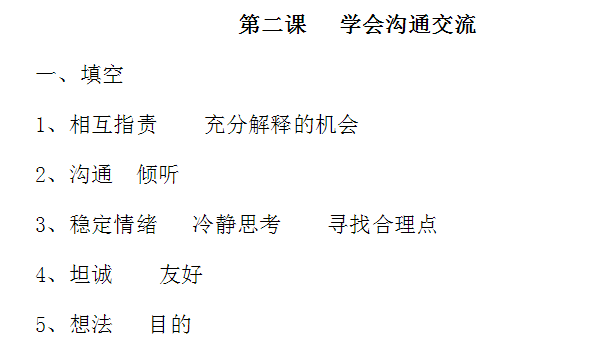 第二课 学会沟通交流
一、填空
1、相互指责 充分解释的机会
2、沟通 倾听
3、稳定情绪 冷静思考 寻找合理点
4、坦诚 友好
5、想法 目的